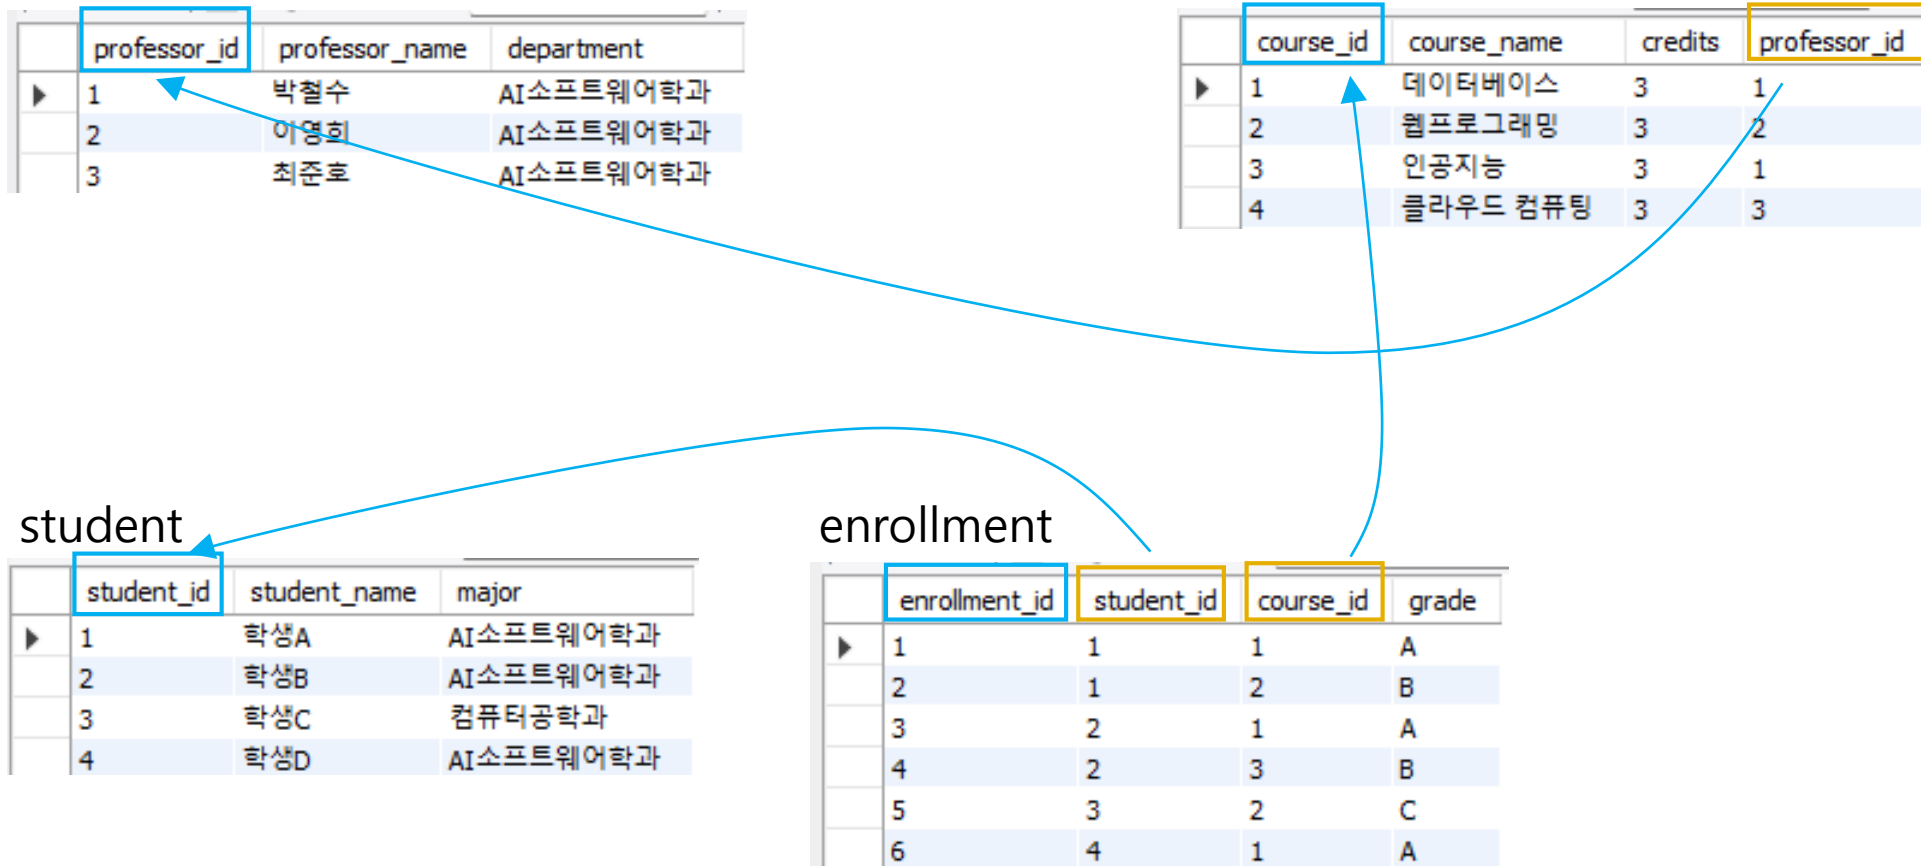 professor_id professor_name department
1 박철수 AI소프트웨어학과
2 이영희 AI소프트웨어학과
3 최준호 AI소프트웨어학과
course_id course_name credits professor_id
1 데이터베이스 3 1
2 웹프로그래밍 3 2
3 인공지능 3 1
4 클라우드 컴퓨팅 3 3
student
student_id student_name major
1 학생A AI소프트웨어학과
2 학생B AI소프트웨어학과
3 학생C 컴퓨터공학과
4 학생D AI소프트웨어학과
enrollment
enrollment_id student_id course_id grade
1 1 1 A
2 1 2 B
3 2 1 A
4 2 3 B
5 3 2 C
6 4 1 A